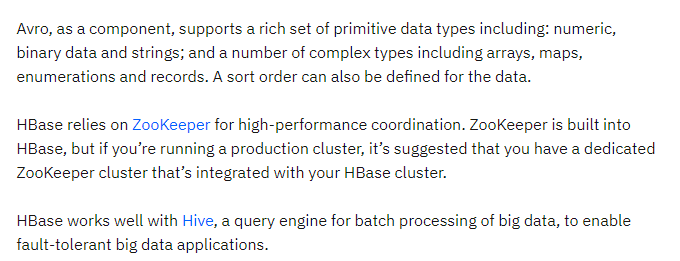 Avro, as a component, supports a rich set of primitive data types including: numeric,
binary data and strings; and a number of complex types including arrays, maps,
enumerations and records. A sort order can also be defined for the data.
HBase relies on ZooKeeper for high-performance coordination. ZooKeeper is built into
HBase, but if you’re running a production cluster, it’s suggested that you have a dedicated
ZooKeeper cluster that’s integrated with your HBase cluster.
HBase works well with Hive, a query engine for batch processing of big data, to enable
fault-tolerant big data applications.